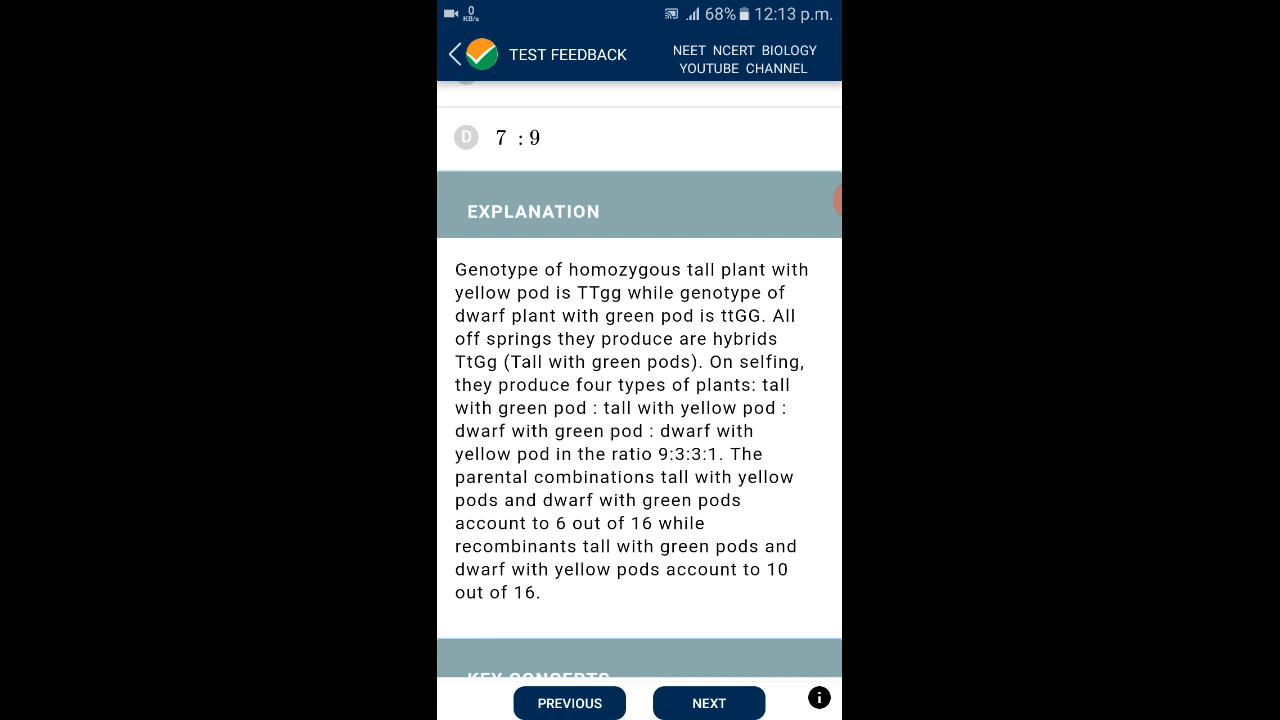 0
KB/s
68% 12:13 p.m.
TEST FEEDBACK
NEET NCERT BIOLOGY
YOUTUBE CHANNEL
D 7 : 9
EXPLANATION
Genotype of homozygous tall plant with
yellow pod is TTgg while genotype of
dwarf plant with green pod is ttGG. All
off springs they produce are hybrids
TtGg (Tall with green pods). On selfing,
they produce four types of plants: tall
with green pod : tall with yellow pod :
dwarf with green pod : dwarf with
yellow pod in the ratio 9:3:3:1. The
parental combinations tall with yellow
pods and dwarf with green pods
account to 6 out of 16 while
recombinants tall with green pods and
dwarf with yellow pods account to 10
out of 16.
KEY CONCEPTS
PREVIOUS
NEXT
i